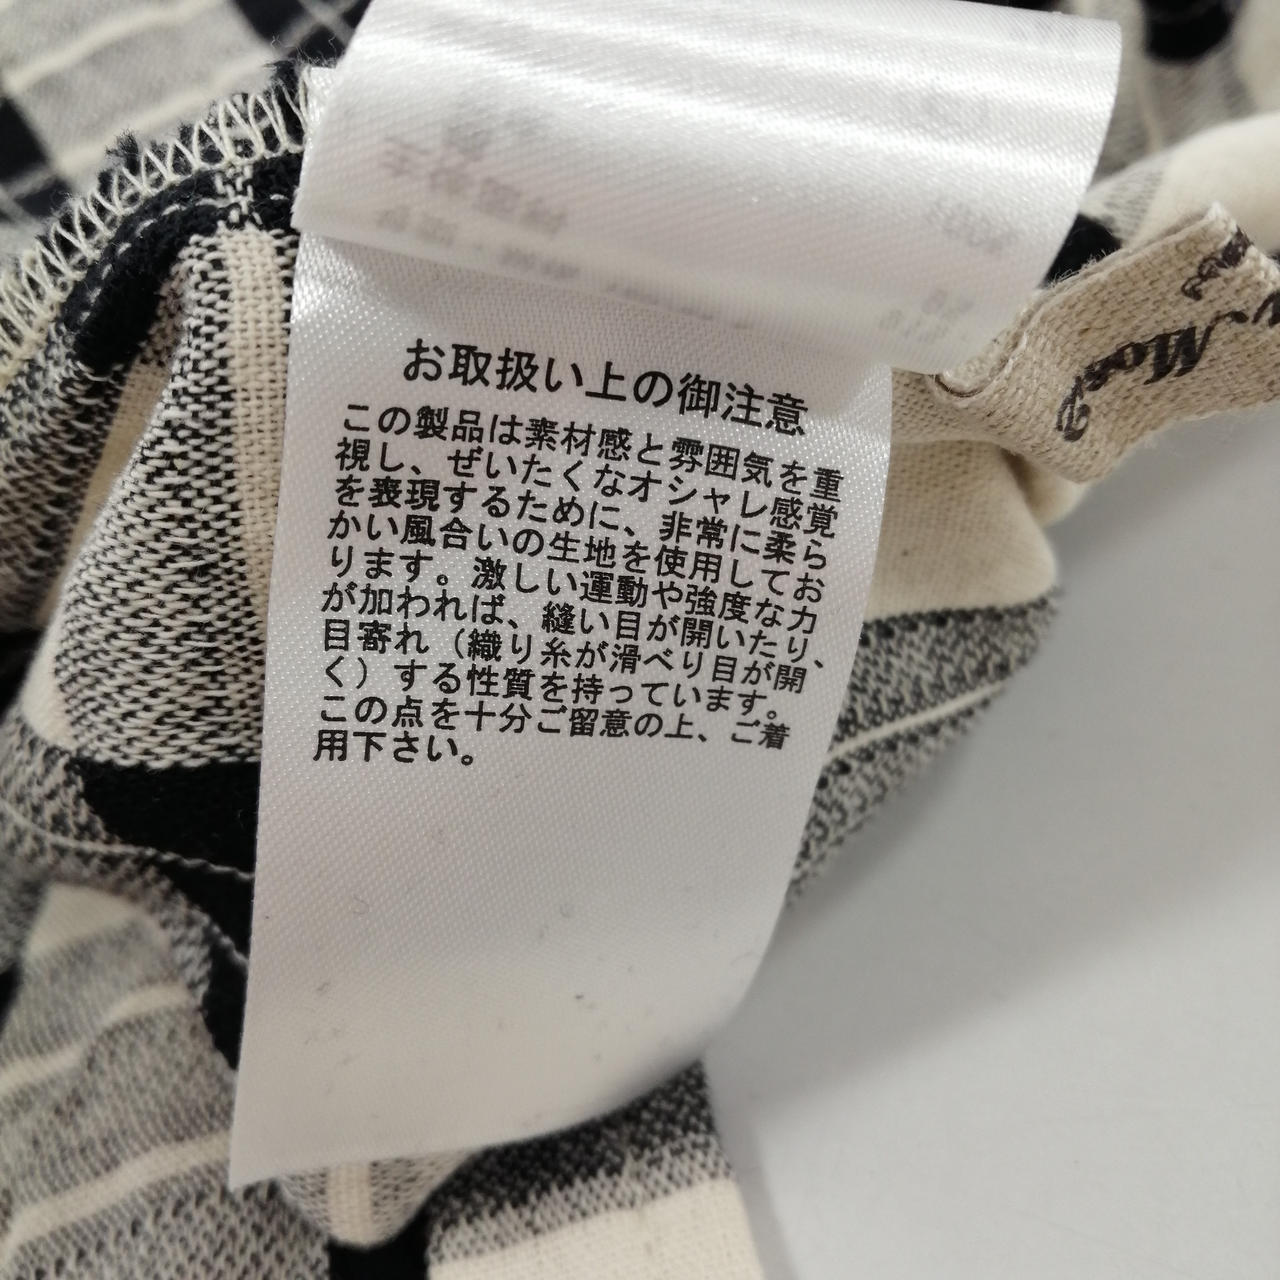 お取扱い上の御注意
この製品は素材感と雰囲気を重
視し、ぜいたくなオシャレ感覚
を表現するために、非常に柔ら
かい風合いの生地を使用してお
ります。激しい運動や強度な力
が加われば、縫い目が開いたり、
目寄れ（織り糸が滑べり目が開
く）する性質を持っています。
この点を十分ご留意の上、ご着
用下さい。